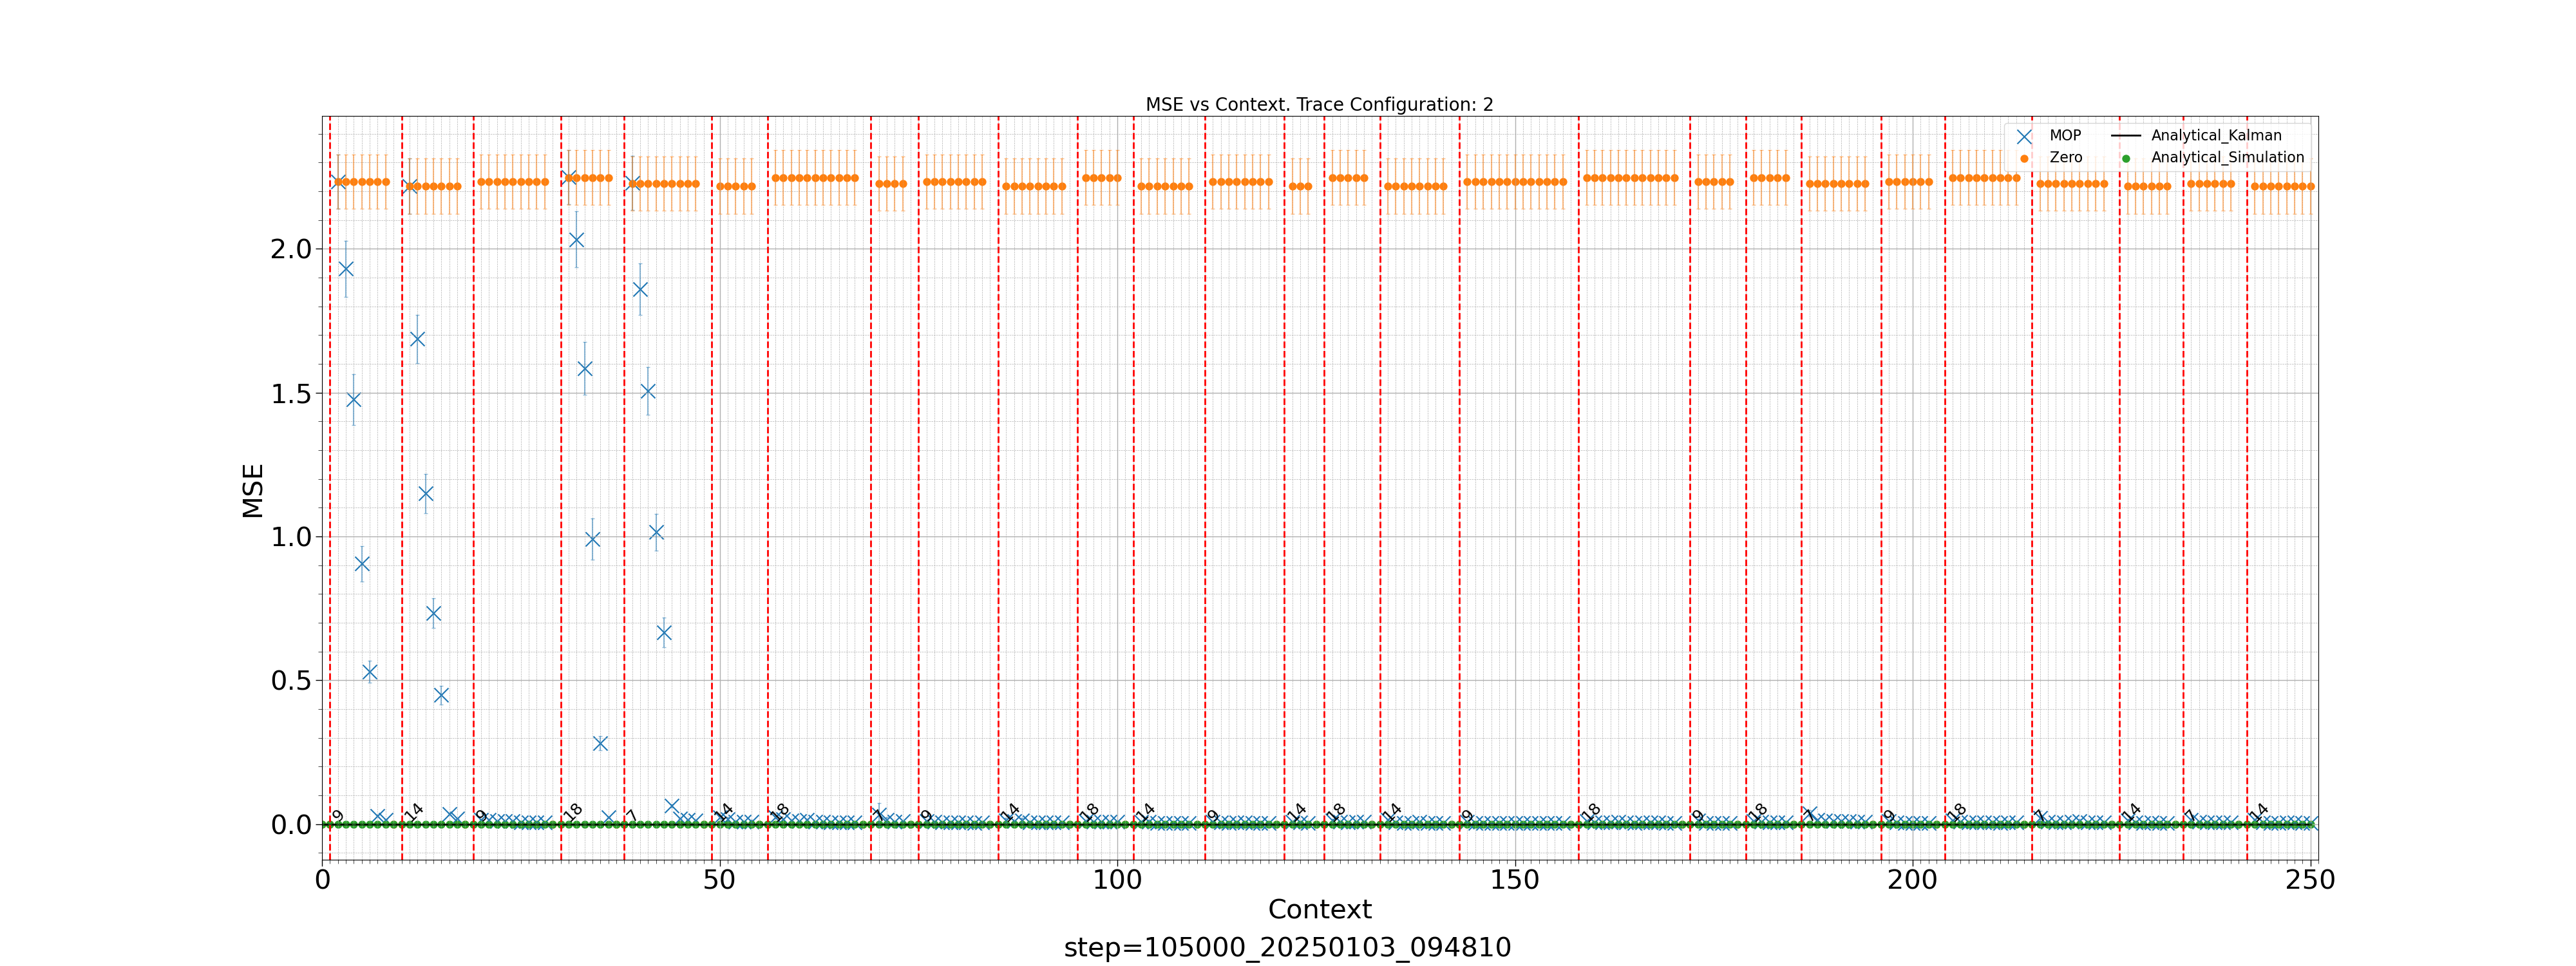 MSE vs Context. Trace Configuration: 2
MOP
Zero
Analytical_Kalman
Analytical_Simulation
MSE
2.0
1.5
1.0
0.5
0.0
9 14 9 18 7 14 18 7 9 14 18 14 9 14 18 14 9 18 9 18 7 9 18 7 14 7 14
0 50 100 150 200 250
Context
step=105000_20250103_094810